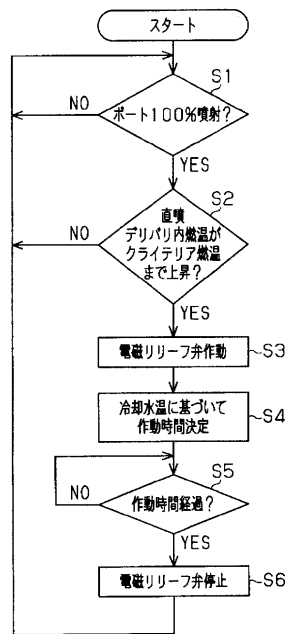 スタート
S1
ポート100%噴射？
NO
YES
S2
直噴
デリバリ内燃温が
クライテリア燃温
まで上昇？
NO
YES
電磁リリーフ弁作動
S3
冷却水温に基づいて
作動時間決定
S4
S5
作動時間経過？
NO
YES
電磁リリーフ弁停止
S6